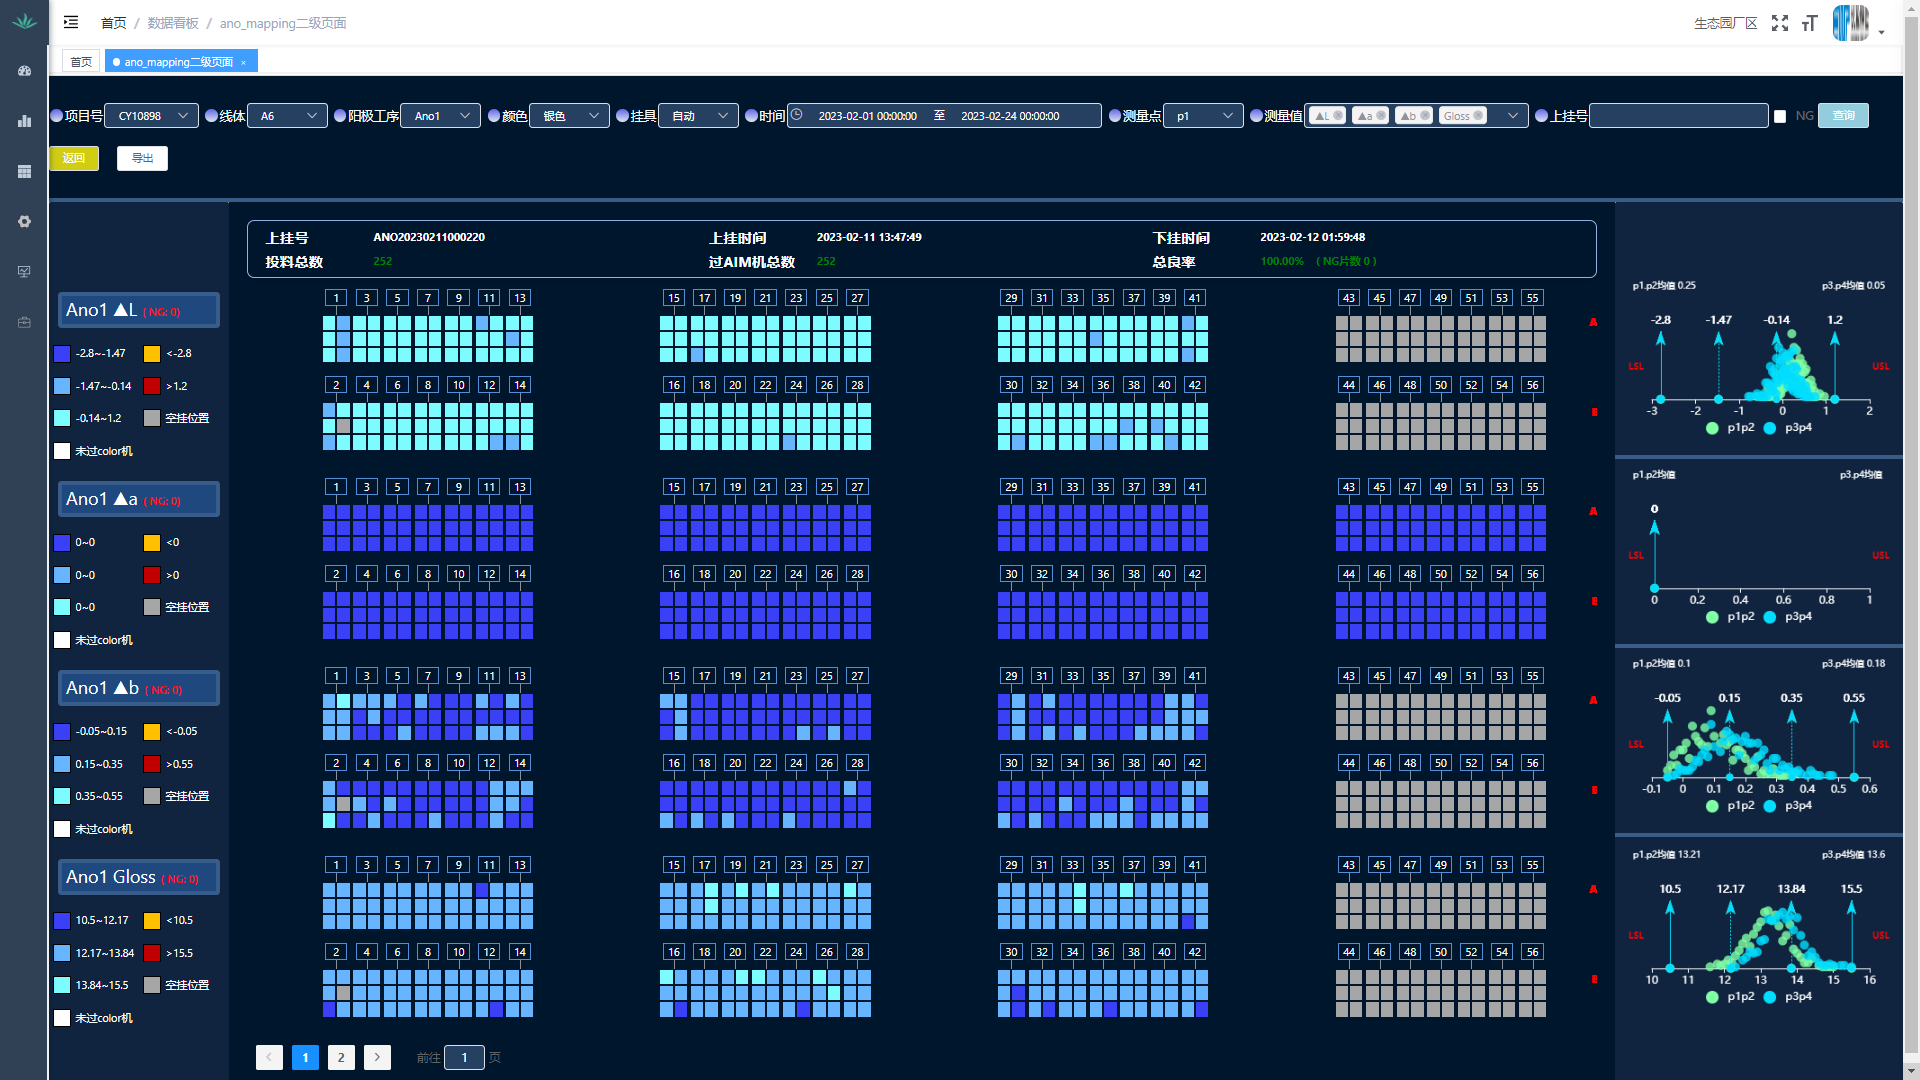 首页 / 数据看板 / ano_mapping二级页面
生态园厂区
首页
ano_mapping二级页面 ×
项目号 CY10898 线体 A6 阳极工序 Ano1 颜色 银色 挂具 自动 时间 2023-02-01 00:00:00 至 2023-02-24 00:00:00 测量点 p1 测量值 ▲L ▲a ▲b Gloss 上挂号 NG 查询
返回 导出
上挂号 ANO20230211000220 上挂时间 2023-02-11 13:47:49 下挂时间 2023-02-12 01:59:48
投料总数 252 过AIM机总数 252 总良率 100.00% ( NG片数 0 )
Ano1 ▲L ( NG: 0)
-2.8~-1.47 <-2.8
-1.47~-0.14 >1.2
-0.14~1.2 空挂位置
未过color机
1 3 5 7 9 11 13 15 17 19 21 23 25 27 29 31 33 35 37 39 41 43 45 47 49 51 53 55
A
2 4 6 8 10 12 14 16 18 20 22 24 26 28 30 32 34 36 38 40 42 44 46 48 50 52 54 56
B
p1.p2均值 0.25 p3.p4均值 0.05
-2.8 -1.47 -0.14 1.2
LSL USL
-3 -2 -1 0 1 2
p1p2 p3p4
Ano1 ▲a ( NG: 0)
0~0 <0
0~0 >0
0~0 空挂位置
未过color机
1 3 5 7 9 11 13 15 17 19 21 23 25 27 29 31 33 35 37 39 41 43 45 47 49 51 53 55
A
2 4 6 8 10 12 14 16 18 20 22 24 26 28 30 32 34 36 38 40 42 44 46 48 50 52 54 56
B
p1.p2均值 p3.p4均值
0
LSL USL
0 0.2 0.4 0.6 0.8 1
p1p2 p3p4
Ano1 ▲b ( NG: 0)
-0.05~0.15 <-0.05
0.15~0.35 >0.55
0.35~0.55 空挂位置
未过color机
1 3 5 7 9 11 13 15 17 19 21 23 25 27 29 31 33 35 37 39 41 43 45 47 49 51 53 55
A
2 4 6 8 10 12 14 16 18 20 22 24 26 28 30 32 34 36 38 40 42 44 46 48 50 52 54 56
B
p1.p2均值 0.1 p3.p4均值 0.18
-0.05 0.15 0.35 0.55
LSL USL
-0.1 0 0.1 0.2 0.3 0.4 0.5 0.6
p1p2 p3p4
Ano1 Gloss ( NG: 0)
10.5~12.17 <10.5
12.17~13.84 >15.5
13.84~15.5 空挂位置
未过color机
1 3 5 7 9 11 13 15 17 19 21 23 25 27 29 31 33 35 37 39 41 43 45 47 49 51 53 55
A
2 4 6 8 10 12 14 16 18 20 22 24 26 28 30 32 34 36 38 40 42 44 46 48 50 52 54 56
B
p1.p2均值 13.21 p3.p4均值 13.6
10.5 12.17 13.84 15.5
LSL USL
10 11 12 13 14 15 16
p1p2 p3p4
< 1 2 > 前往 1 页